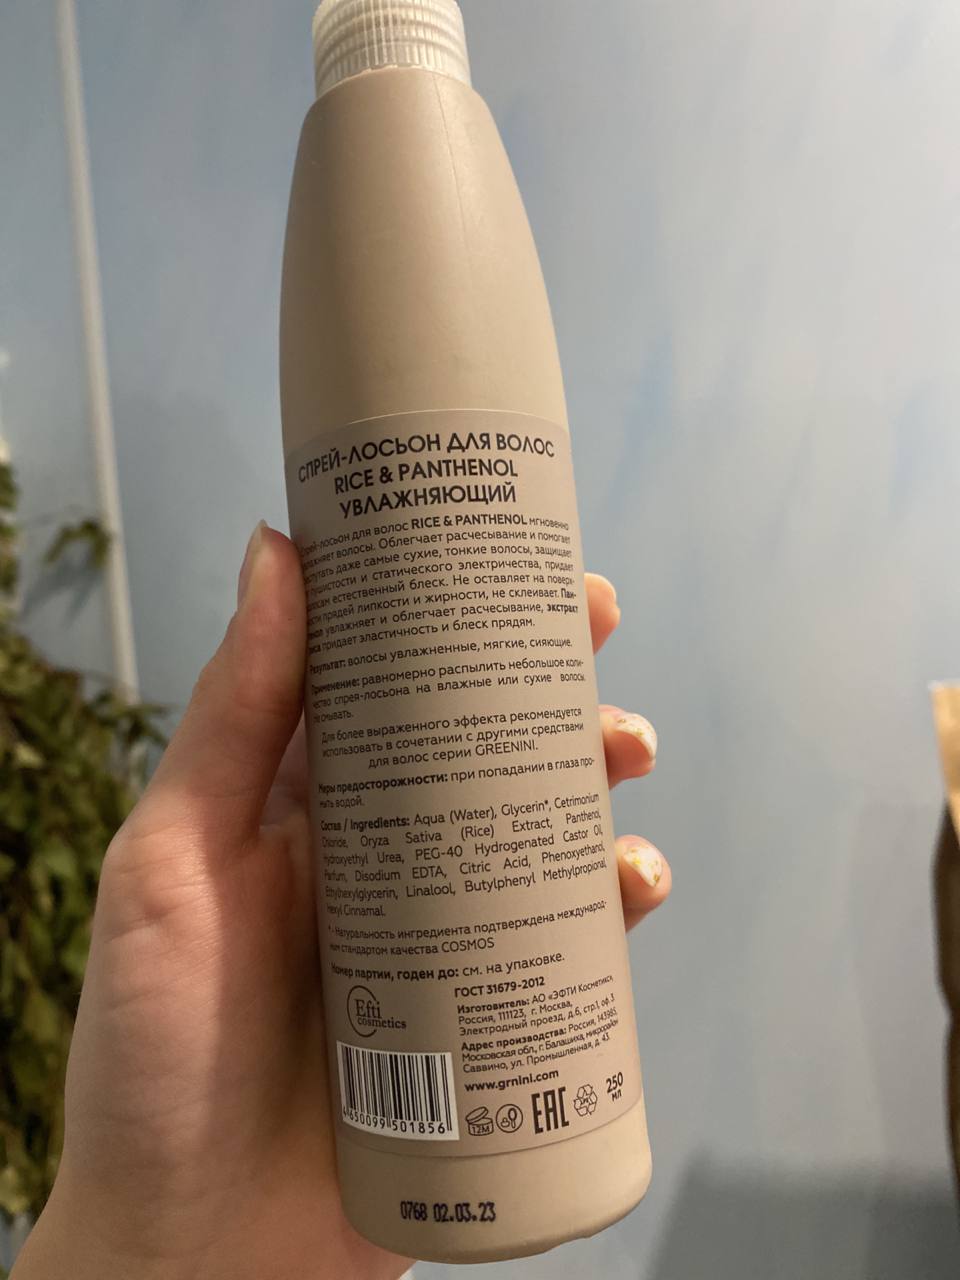 СПРЕЙ-ЛОСЬОН ДЛЯ ВОЛОС
RICE & PANTHENOL
УВЛАЖНЯЮЩИЙ
Спрей-лосьон для волос RICE & PANTHENOL мгновенно
увлажняет волосы. Облегчает расчесывание и помогает
распутать даже самые сухие, тонкие волосы, защищает
от пушистости и статического электричества, придает
волосам естественный блеск. Не оставляет на поверх-
ности прядей липкости и жирности, не склеивает. Пан-
тенол увлажняет и облегчает расчесывание, экстракт
риса придает эластичность и блеск прядям.
Результат: волосы увлажненные, мягкие, сияющие.
Применение: равномерно распылить небольшое коли-
чество спрея-лосьона на влажные или сухие волосы.
Не смывать.
Для более выраженного эффекта рекомендуется
использовать в сочетании с другими средствами
для волос серии GREENINI.
Меры предосторожности: при попадании в глаза про-
мыть водой.
Состав / Ingredients: Aqua (Water), Glycerin*, Cetrimonium
Chloride, Oryza Sativa (Rice) Extract, Panthenol,
Hydroxyethyl Urea, PEG-40 Hydrogenated Castor Oil,
Parfum, Disodium EDTA, Citric Acid, Phenoxyethanol,
Ethylhexylglycerin, Linalool, Butylphenyl Methylpropional,
Hexyl Cinnamal.
* - Натуральность ингредиента подтверждена международ-
ным стандартом качества COSMOS
Номер партии, годен до: см. на упаковке.
Efti
cosmetics
ГОСТ 31679-2012
Изготовитель: АО «ЭФТИ Косметикс»,
Россия, 111123, г. Москва,
Электродный проезд, д.6, стр.1, оф.3
Адрес производства: Россия, 143985,
Московская обл., г. Балашиха, микрорайон
Саввино, ул. Промышленная, д. 43.
www.grnini.com
4 650099 501856
12M
EAC
250
МЛ
0768 02.03.23